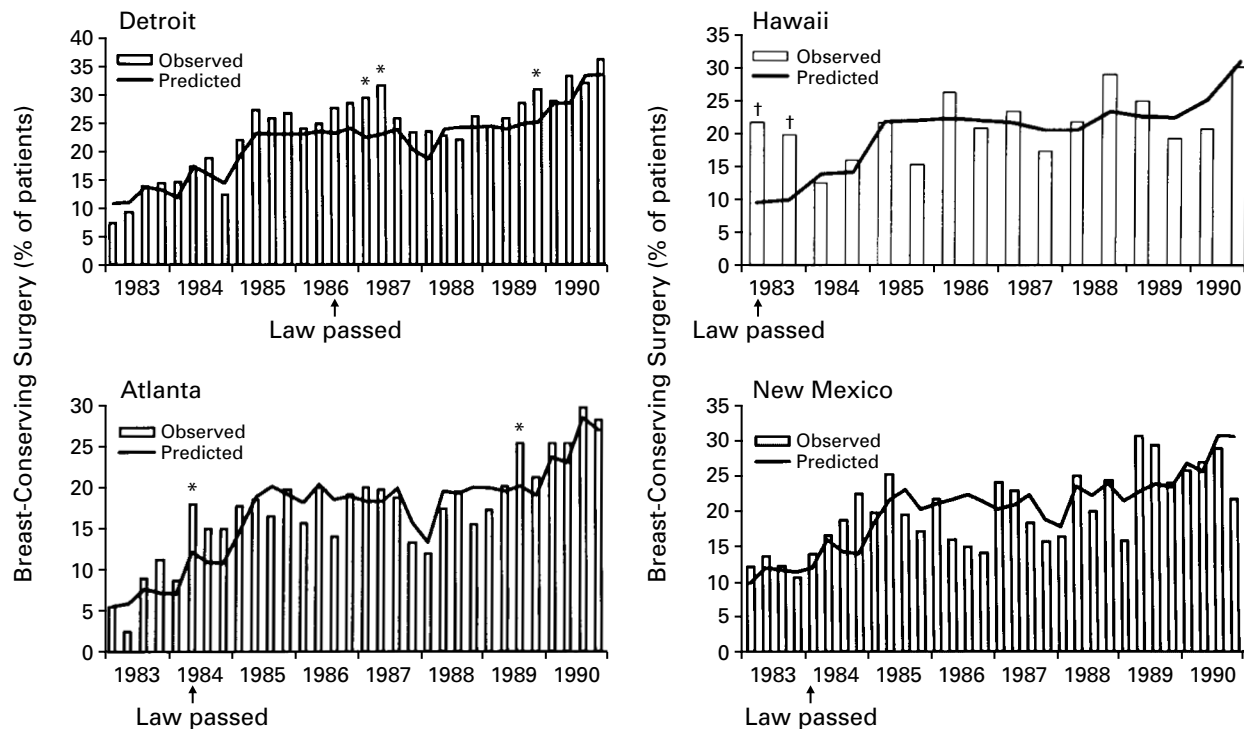 Breast-Conserving Surgery (% of patients)
Detroit
40
35
30
25
20
15
10
5
0
Observed
Predicted
*
*
*
1983 1984 1985 1986 1987 1988 1989 1990
Law passed
Breast-Conserving Surgery (% of patients)
Hawaii
35
30
25
20
15
10
5
0
Observed
Predicted
†
†
1983 1984 1985 1986 1987 1988 1989 1990
Law passed
Atlanta
30
25
20
15
10
5
0
Observed
Predicted
*
*
1983 1984 1985 1986 1987 1988 1989 1990
Law passed
New Mexico
35
30
25
20
15
10
5
0
Observed
Predicted
1983 1984 1985 1986 1987 1988 1989 1990
Law passed